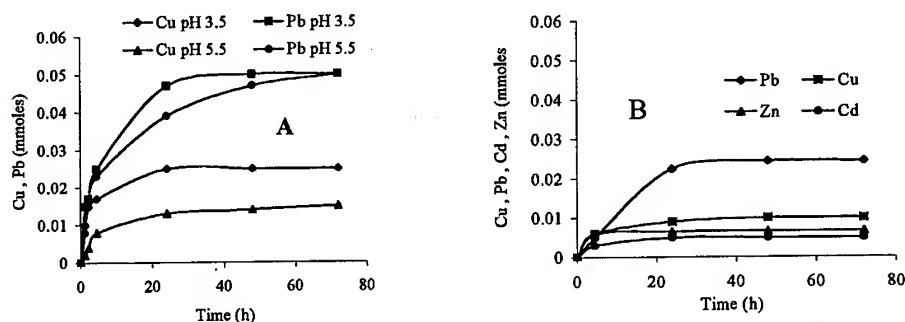 Cu pH 3.5
Pb pH 3.5
Cu pH 5.5
Pb pH 5.5
0.06
0.05
0.04
0.03
0.02
0.01
0
A
Cu , Pb (mmoles)
0
20
40
60
80
Time (h)
0.06
0.05
0.04
0.03
0.02
0.01
0
B
Pb
Cu
Zn
Cd
Cu , Pb, Cd, Zn (mmoles
0
20
40
60
80
Time (h)